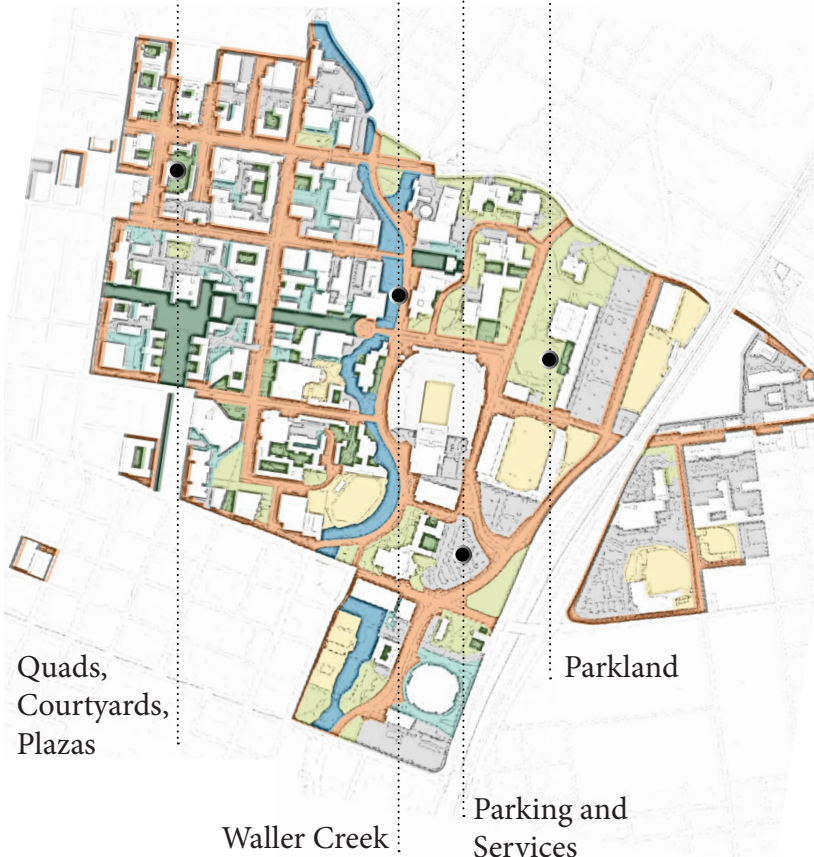 Quads,
Courtyards,
Plazas
Parkland
Waller Creek
Parking and
Services